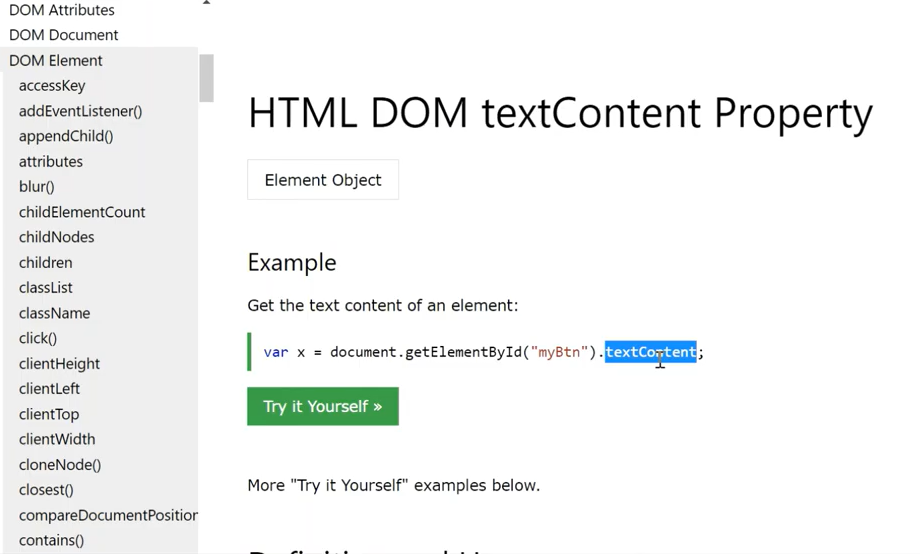 DOM Attributes
DOM Document
DOM Element
accessKey
addEventListener()
appendChild()
attributes
blur()
childElementCount
childNodes
children
classList
className
click()
clientHeight
clientLeft
clientTop
clientWidth
cloneNode()
closest()
compareDocumentPosition
contains()
HTML DOM textContent Property
Element Object
Example
Get the text content of an element:
var x = document.getElementById("myBtn").textContent;
Try it Yourself »
More "Try it Yourself" examples below.